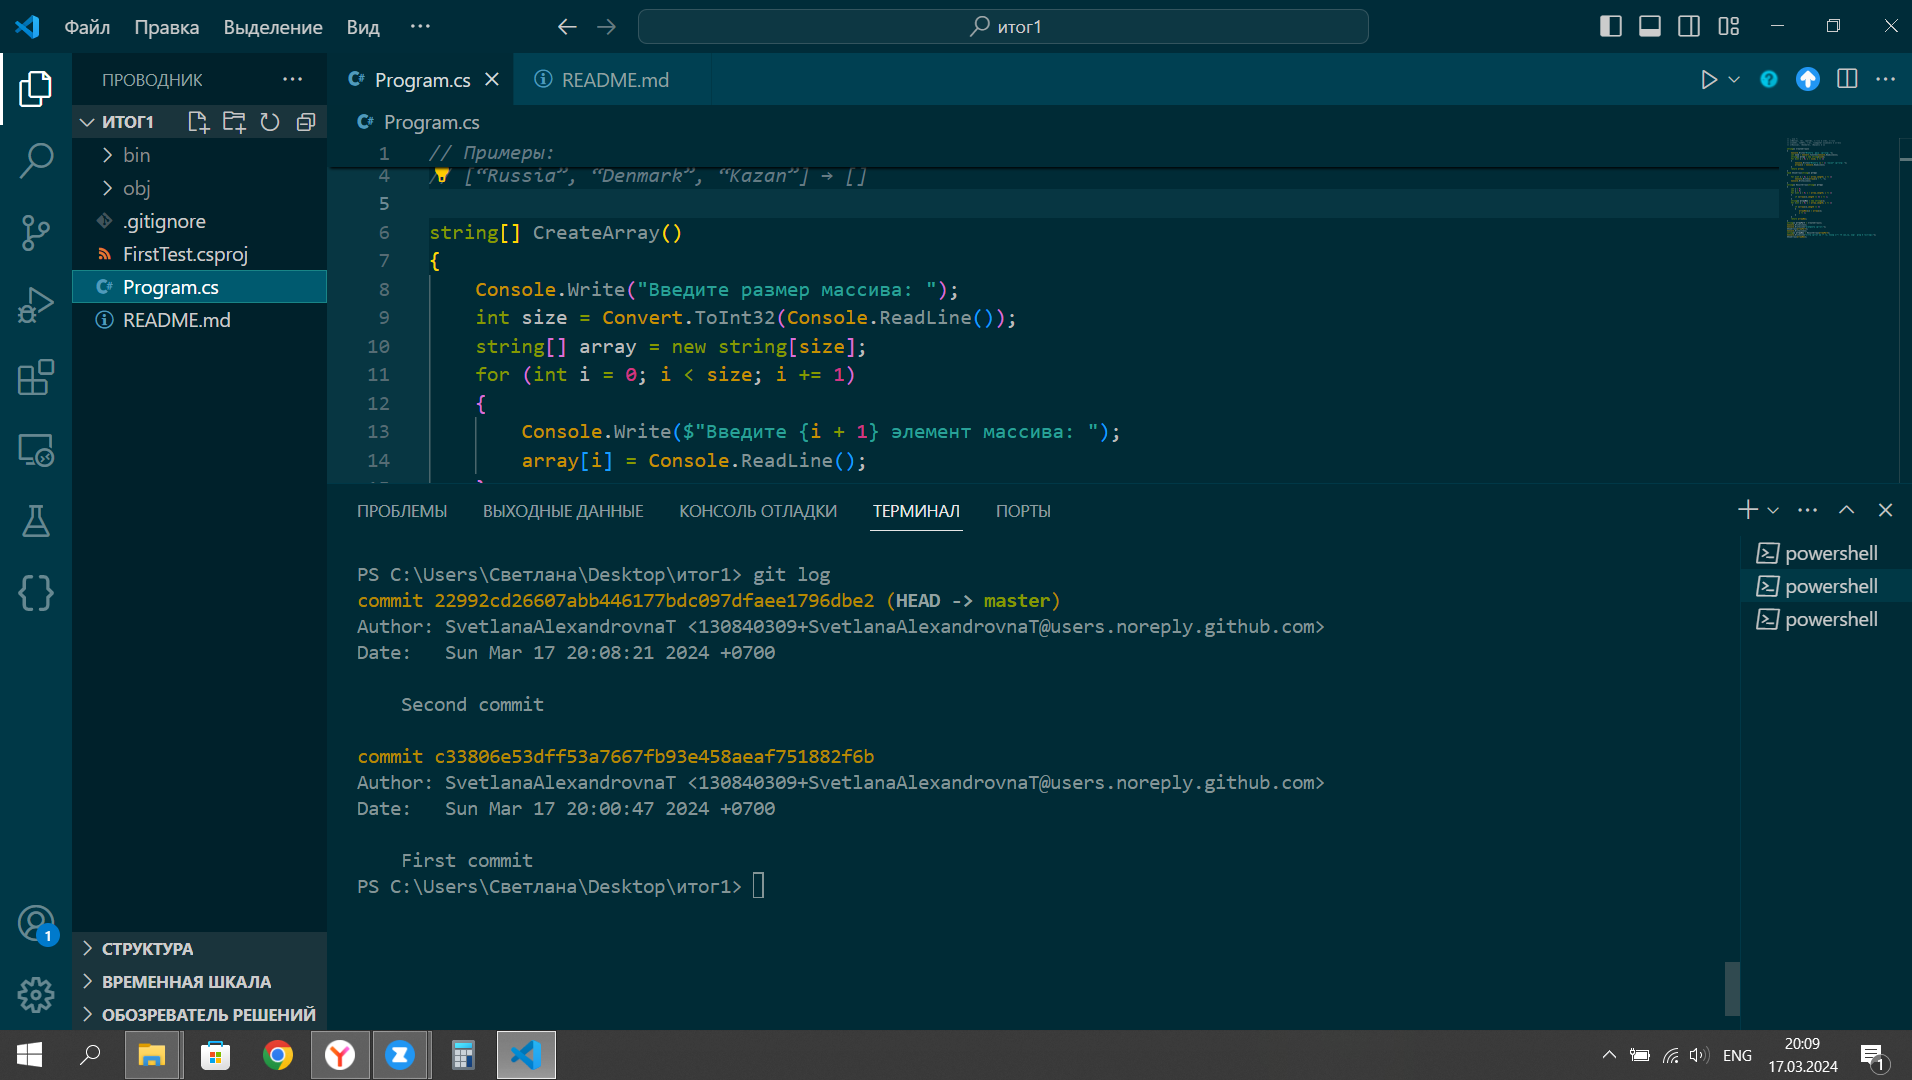 Файл Правка Выделение Вид ···
итог1
ПРОВОДНИК ···
ИТОГ1
bin
obj
.gitignore
FirstTest.csproj
Program.cs
README.md
СТРУКТУРА
ВРЕМЕННАЯ ШКАЛА
ОБОЗРЕВАТЕЛЬ РЕШЕНИЙ
1
Program.cs
README.md
Program.cs
1 // Примеры:
4 / [“Russia”, “Denmark”, “Kazan”] → []
5
6 string[] CreateArray()
7 {
8 Console.Write("Введите размер массива: ");
9 int size = Convert.ToInt32(Console.ReadLine());
10 string[] array = new string[size];
11 for (int i = 0; i < size; i += 1)
12 {
13 Console.Write($"Введите {i + 1} элемент массива: ");
14 array[i] = Console.ReadLine();
ПРОБЛЕМЫ ВЫХОДНЫЕ ДАННЫЕ КОНСОЛЬ ОТЛАДКИ ТЕРМИНАЛ ПОРТЫ
PS C:\Users\Светлана\Desktop\итог1> git log
commit 22992cd26607abb446177bdc097dfaee1796dbe2 (HEAD -> master)
Author: SvetlanaAlexandrovnaT <130840309+SvetlanaAlexandrovnaT@users.noreply.github.com>
Date: Sun Mar 17 20:08:21 2024 +0700
Second commit
commit c33806e53dff53a7667fb93e458aeaf751882f6b
Author: SvetlanaAlexandrovnaT <130840309+SvetlanaAlexandrovnaT@users.noreply.github.com>
Date: Sun Mar 17 20:00:47 2024 +0700
First commit
PS C:\Users\Светлана\Desktop\итог1>
powershell
powershell
powershell
ENG
20:09
17.03.2024
1